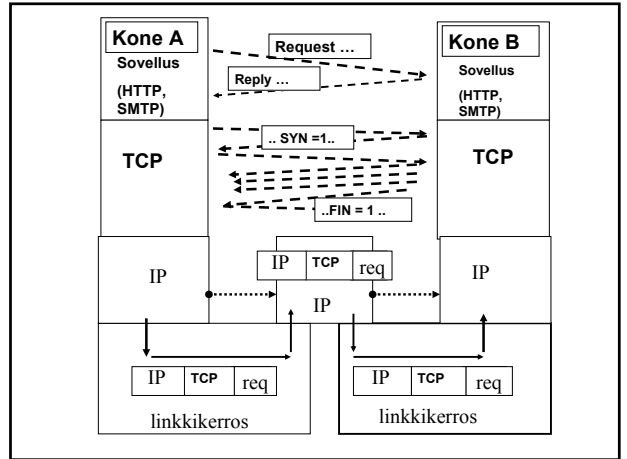 Kone A
Sovellus
(HTTP,
SMTP)
TCP
IP
Request ...
Reply ...
.. SYN =1..
..FIN = 1 ..
Kone B
Sovellus
(HTTP,
SMTP)
TCP
IP
IP TCP req
IP
IP TCP req
linkkikerros
IP TCP req
linkkikerros